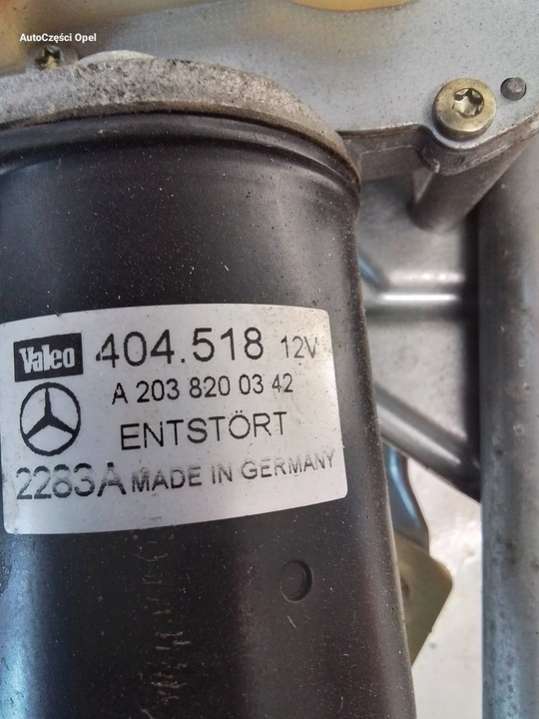 AutoCzęści Opel
Valeo 404.518 12V
A 203 820 03 42
ENTSTÖRT
2283A MADE IN GERMANY